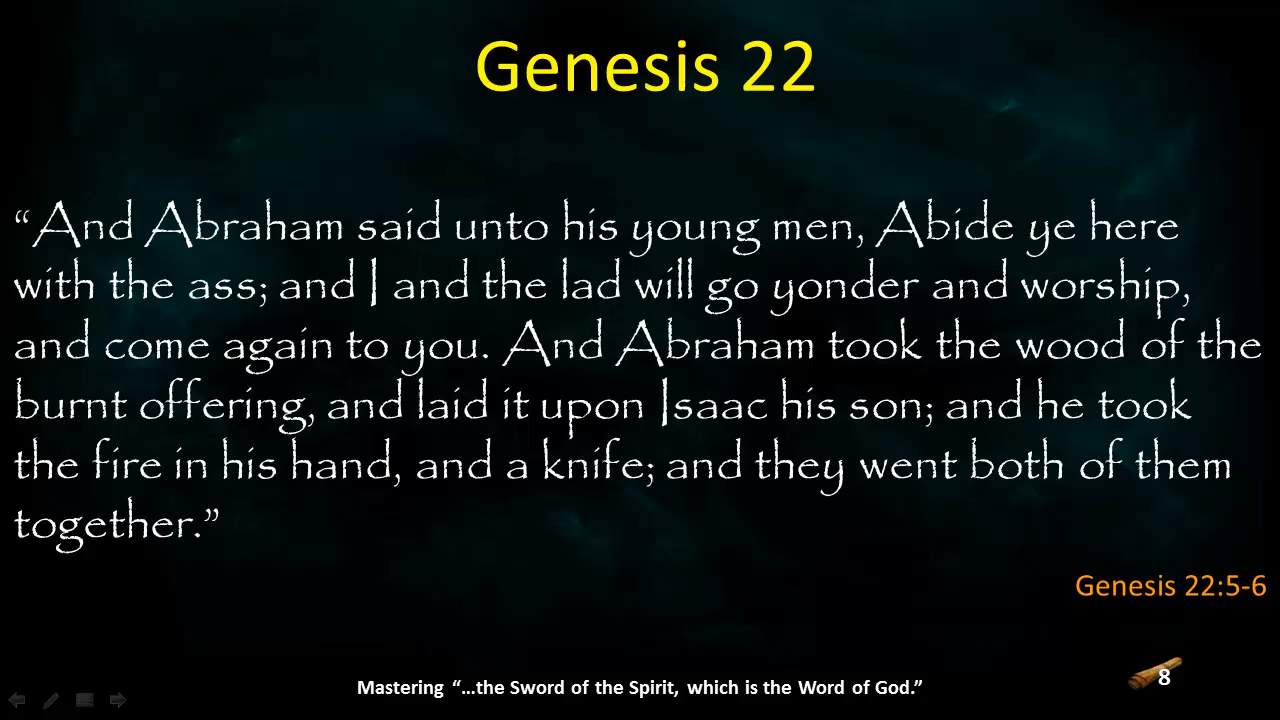 Genesis 22
“And Abraham said unto his young men, Abide ye here
with the ass; and I and the lad will go yonder and worship,
and come again to you. And Abraham took the wood of the
burnt offering, and laid it upon Isaac his son; and he took
the fire in his hand, and a knife; and they went both of them
together.”
Genesis 22:5-6
Mastering “…the Sword of the Spirit, which is the Word of God.”
8